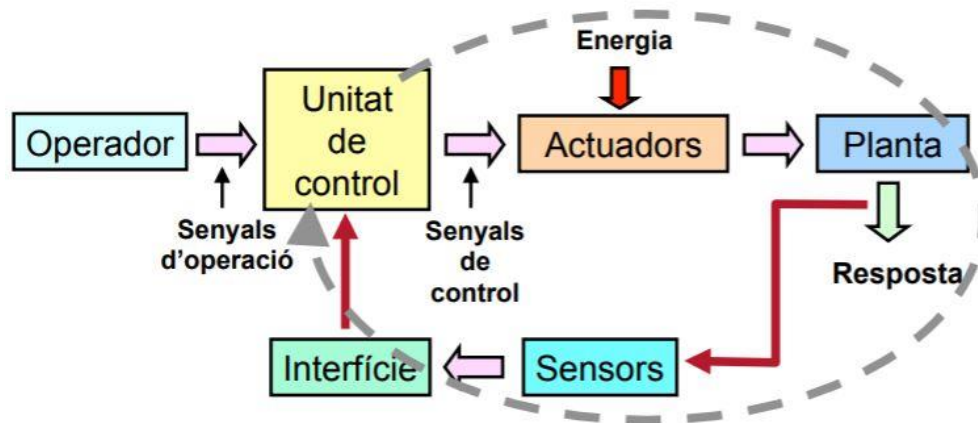 Energia
Operador
Unitat
de
control
Actuadors
Planta
Senyals
d'operació
Senyals
de
control
Resposta
Interfície
Sensors